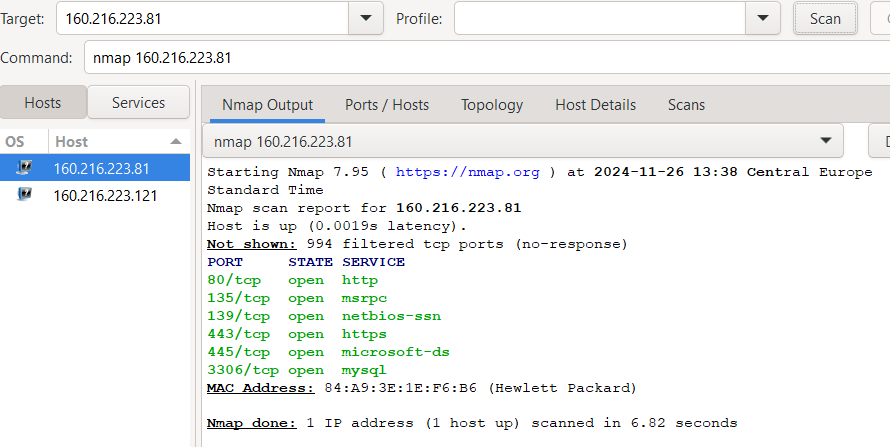 Target: 160.216.223.81 Profile: Scan
Command: nmap 160.216.223.81
Hosts Services Nmap Output Ports / Hosts Topology Host Details Scans
OS Host
nmap 160.216.223.81
160.216.223.81
160.216.223.121
Starting Nmap 7.95 ( https://nmap.org ) at 2024-11-26 13:38 Central Europe
Standard Time
Nmap scan report for 160.216.223.81
Host is up (0.0019s latency).
Not shown: 994 filtered tcp ports (no-response)
PORT STATE SERVICE
80/tcp open http
135/tcp open msrpc
139/tcp open netbios-ssn
443/tcp open https
445/tcp open microsoft-ds
3306/tcp open mysql
MAC Address: 84:A9:3E:1E:F6:B6 (Hewlett Packard)
Nmap done: 1 IP address (1 host up) scanned in 6.82 seconds